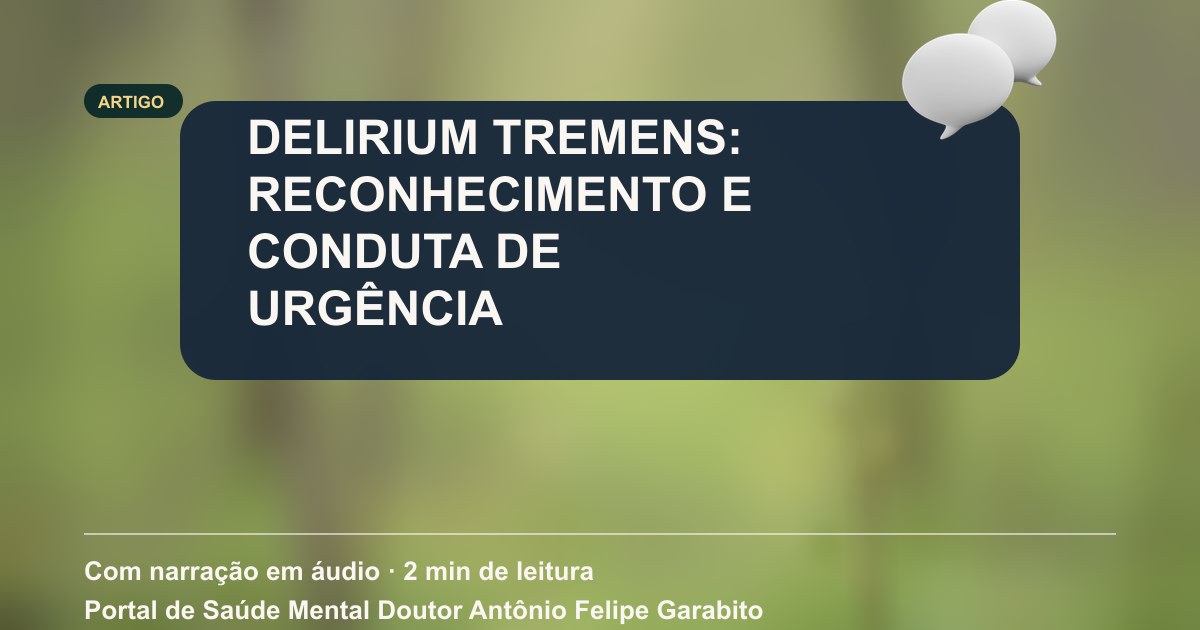 ARTIGO
DELIRIUM TREMENS:
RECONHECIMENTO E
CONDUTA DE
URGÊNCIA
Com narração em áudio · 2 min de leitura
Portal de Saúde Mental Doutor Antônio Felipe Garabito